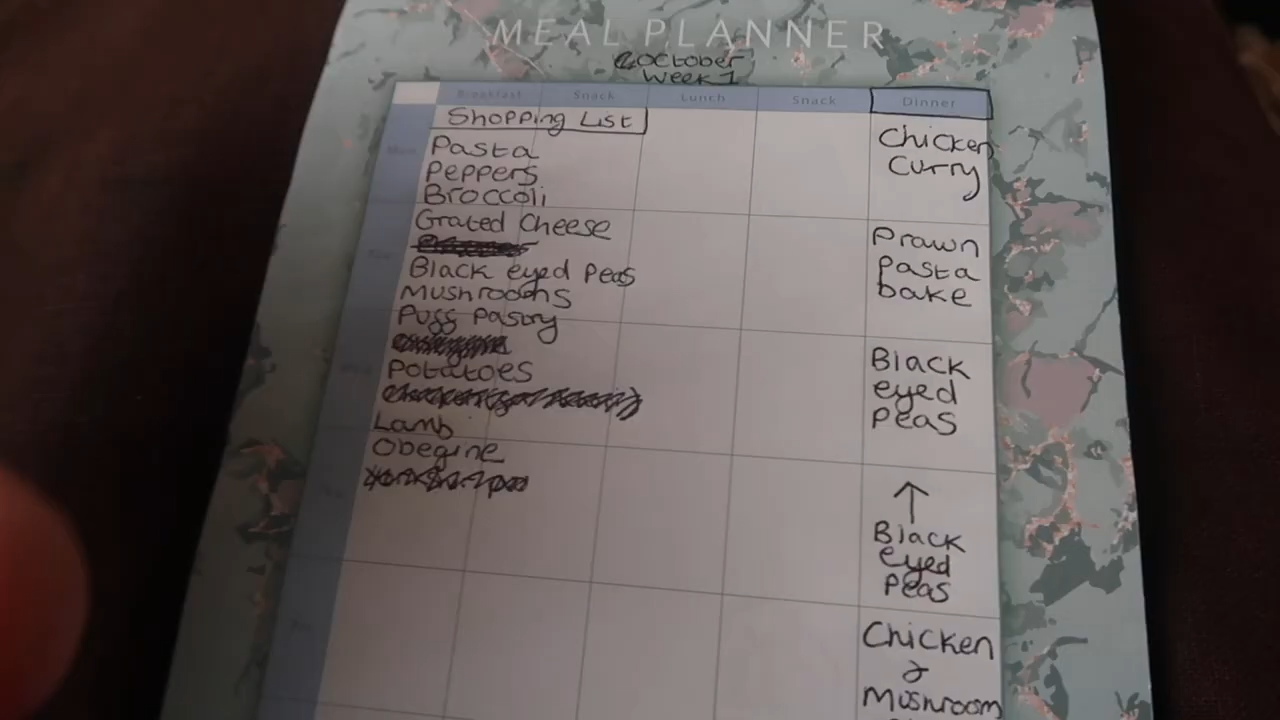 MEAL PLANNER
October
Week 1
Breakfast Snack Lunch Snack Dinner
Shopping List
Pasta
Peppers
Broccoli
Grated Cheese
Black eyed Peas
Mushrooms
Puff Pastry
Potatoes
Lamb
Obegine
Chicken
Curry
Prawn
Pasta
bake
Black
eyed
Peas
Black
eyed
Peas
Chicken
&
Mushroom